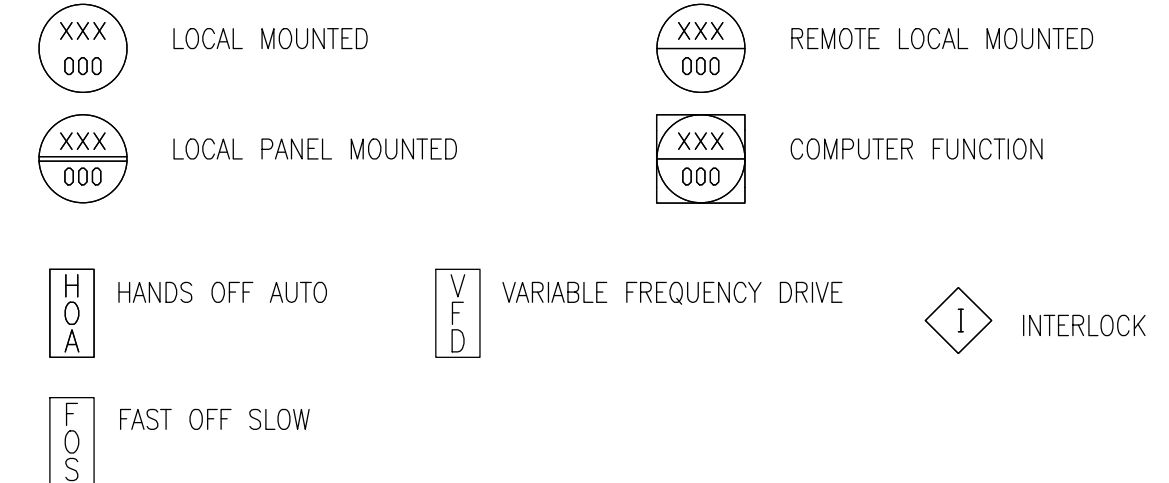 XXX
000
LOCAL MOUNTED
XXX
000
REMOTE LOCAL MOUNTED
XXX
000
LOCAL PANEL MOUNTED
XXX
000
COMPUTER FUNCTION
H
O
A
HANDS OFF AUTO
V
F
D
VARIABLE FREQUENCY DRIVE
I
INTERLOCK
F
O
S
FAST OFF SLOW